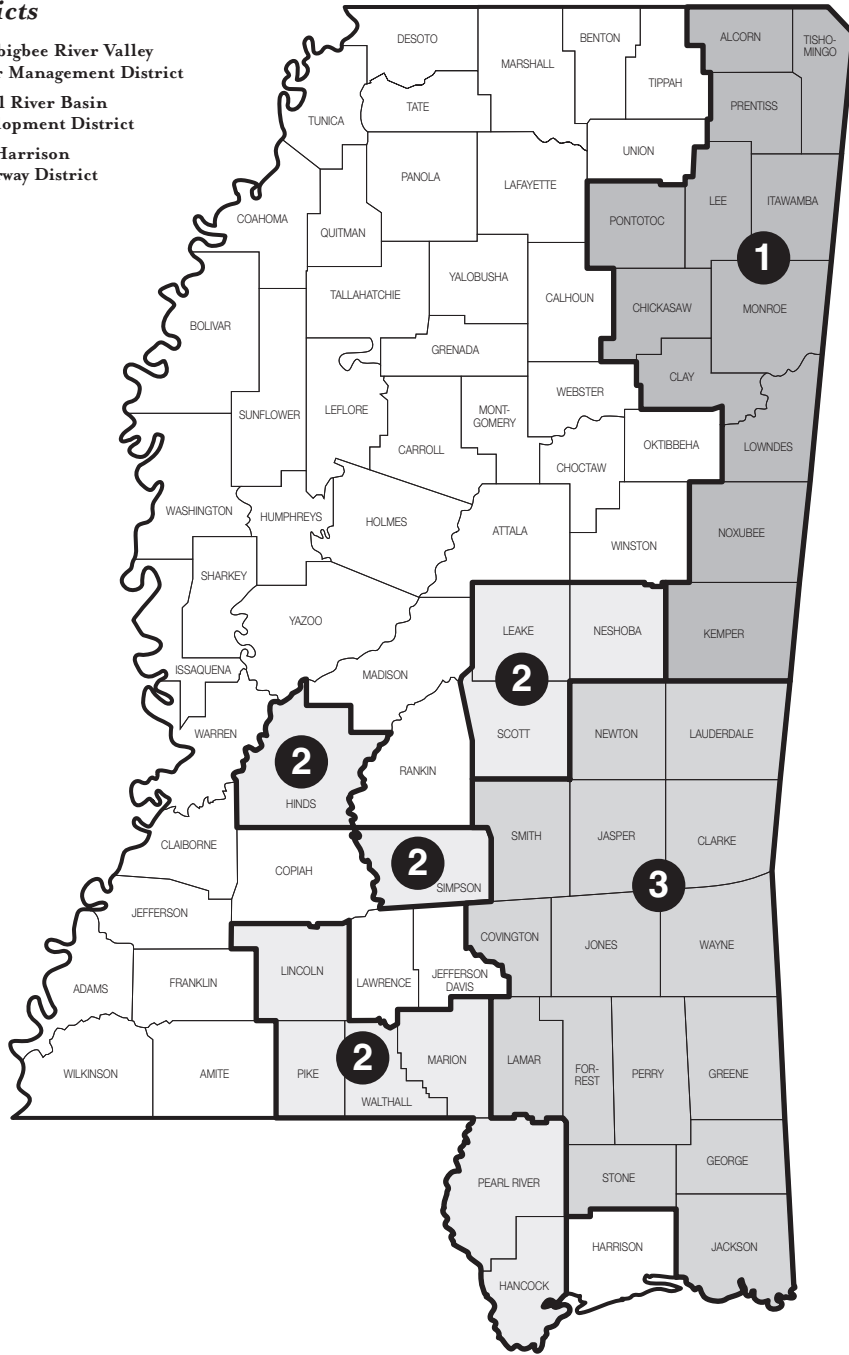 icts
bigbee River Valley
r Management District
l River Basin
lopment District
Harrison
rway District
DESOTO
BENTON
ALCORN
TISHO-
MINGO
MARSHALL
TIPPAH
TATE
PRENTISS
TUNICA
UNION
PANOLA
LAFAYETTE
LEE
ITAWAMBA
COAHOMA
QUITMAN
PONTOTOC
1
YALOBUSHA
TALLAHATCHIE
CALHOUN
CHICKASAW
MONROE
BOLIVAR
GRENADA
CLAY
WEBSTER
SUNFLOWER
LEFLORE
MONT-
GOMERY
CARROLL
OKTIBBEHA
LOWNDES
CHOCTAW
WASHINGTON
HUMPHREYS
HOLMES
ATTALA
NOXUBEE
WINSTON
SHARKEY
YAZOO
LEAKE
NESHOBA
KEMPER
ISSAQUENA
MADISON
2
WARREN
SCOTT
NEWTON
LAUDERDALE
2
RANKIN
HINDS
CLAIBORNE
SMITH
JASPER
CLARKE
COPIAH
2
SIMPSON
3
JEFFERSON
COVINGTON
JONES
WAYNE
LINCOLN
LAWRENCE
JEFFERSON
DAVIS
ADAMS
FRANKLIN
WILKINSON
AMITE
PIKE
2
MARION
LAMAR
FOR-
REST
PERRY
GREENE
WALTHALL
GEORGE
PEARL RIVER
STONE
HARRISON
JACKSON
HANCOCK